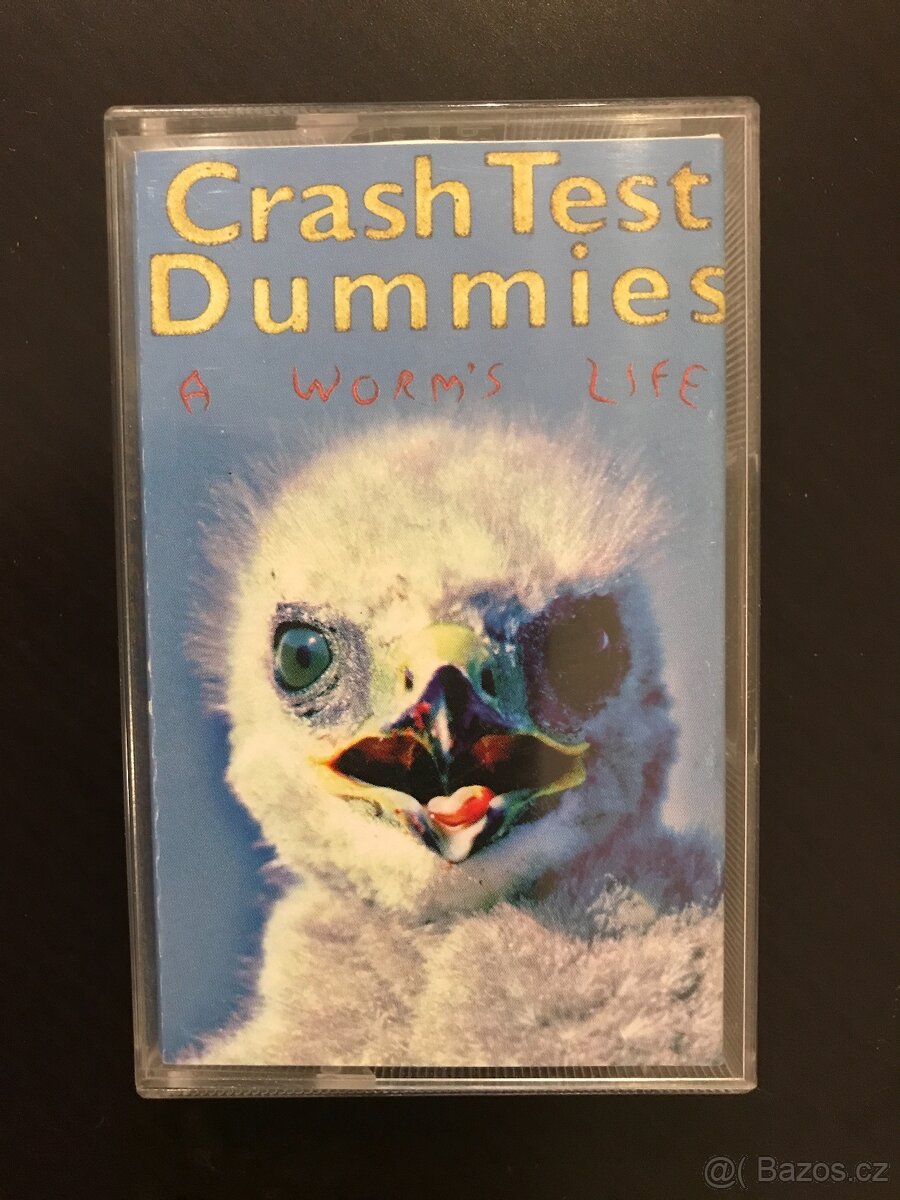 Crash Test
Dummies
A WORM'S LIFE
@( Bazos.cz